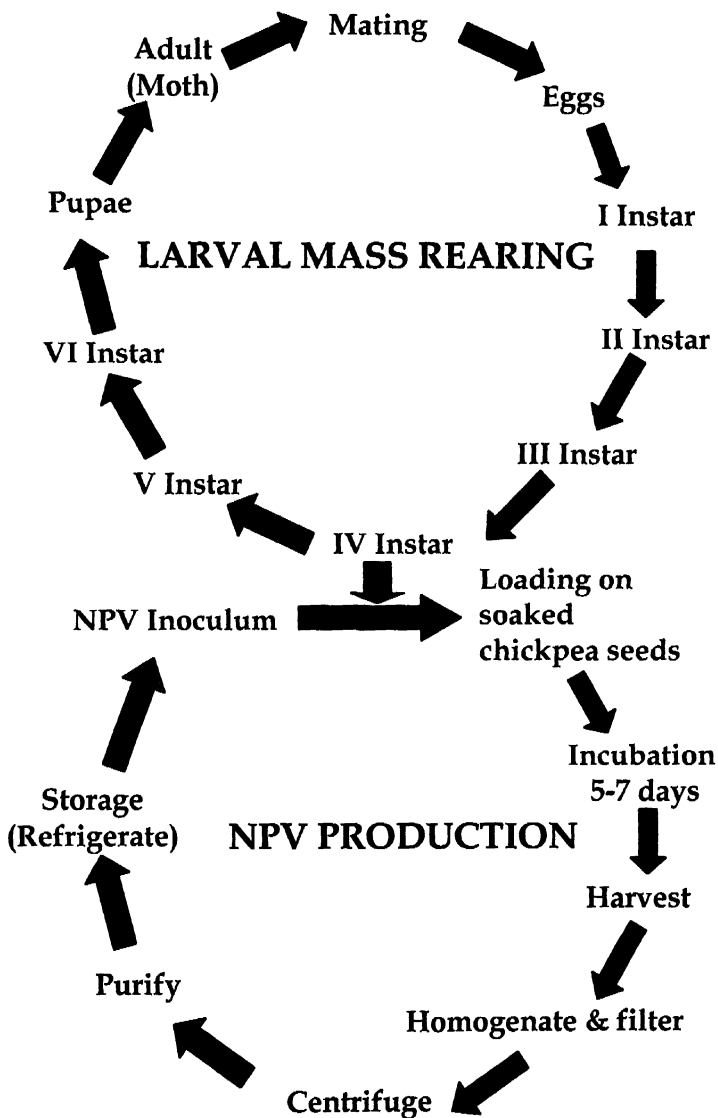 Mating
Adult
(Moth)
Eggs
Pupae
I Instar
LARVAL MASS REARING
II Instar
VI Instar
III Instar
V Instar
IV Instar
Loading on
soaked
chickpea seeds
NPV Inoculum
Incubation
5-7 days
Storage
(Refrigerate)
NPV PRODUCTION
Harvest
Purify
Homogenate & filter
Centrifuge